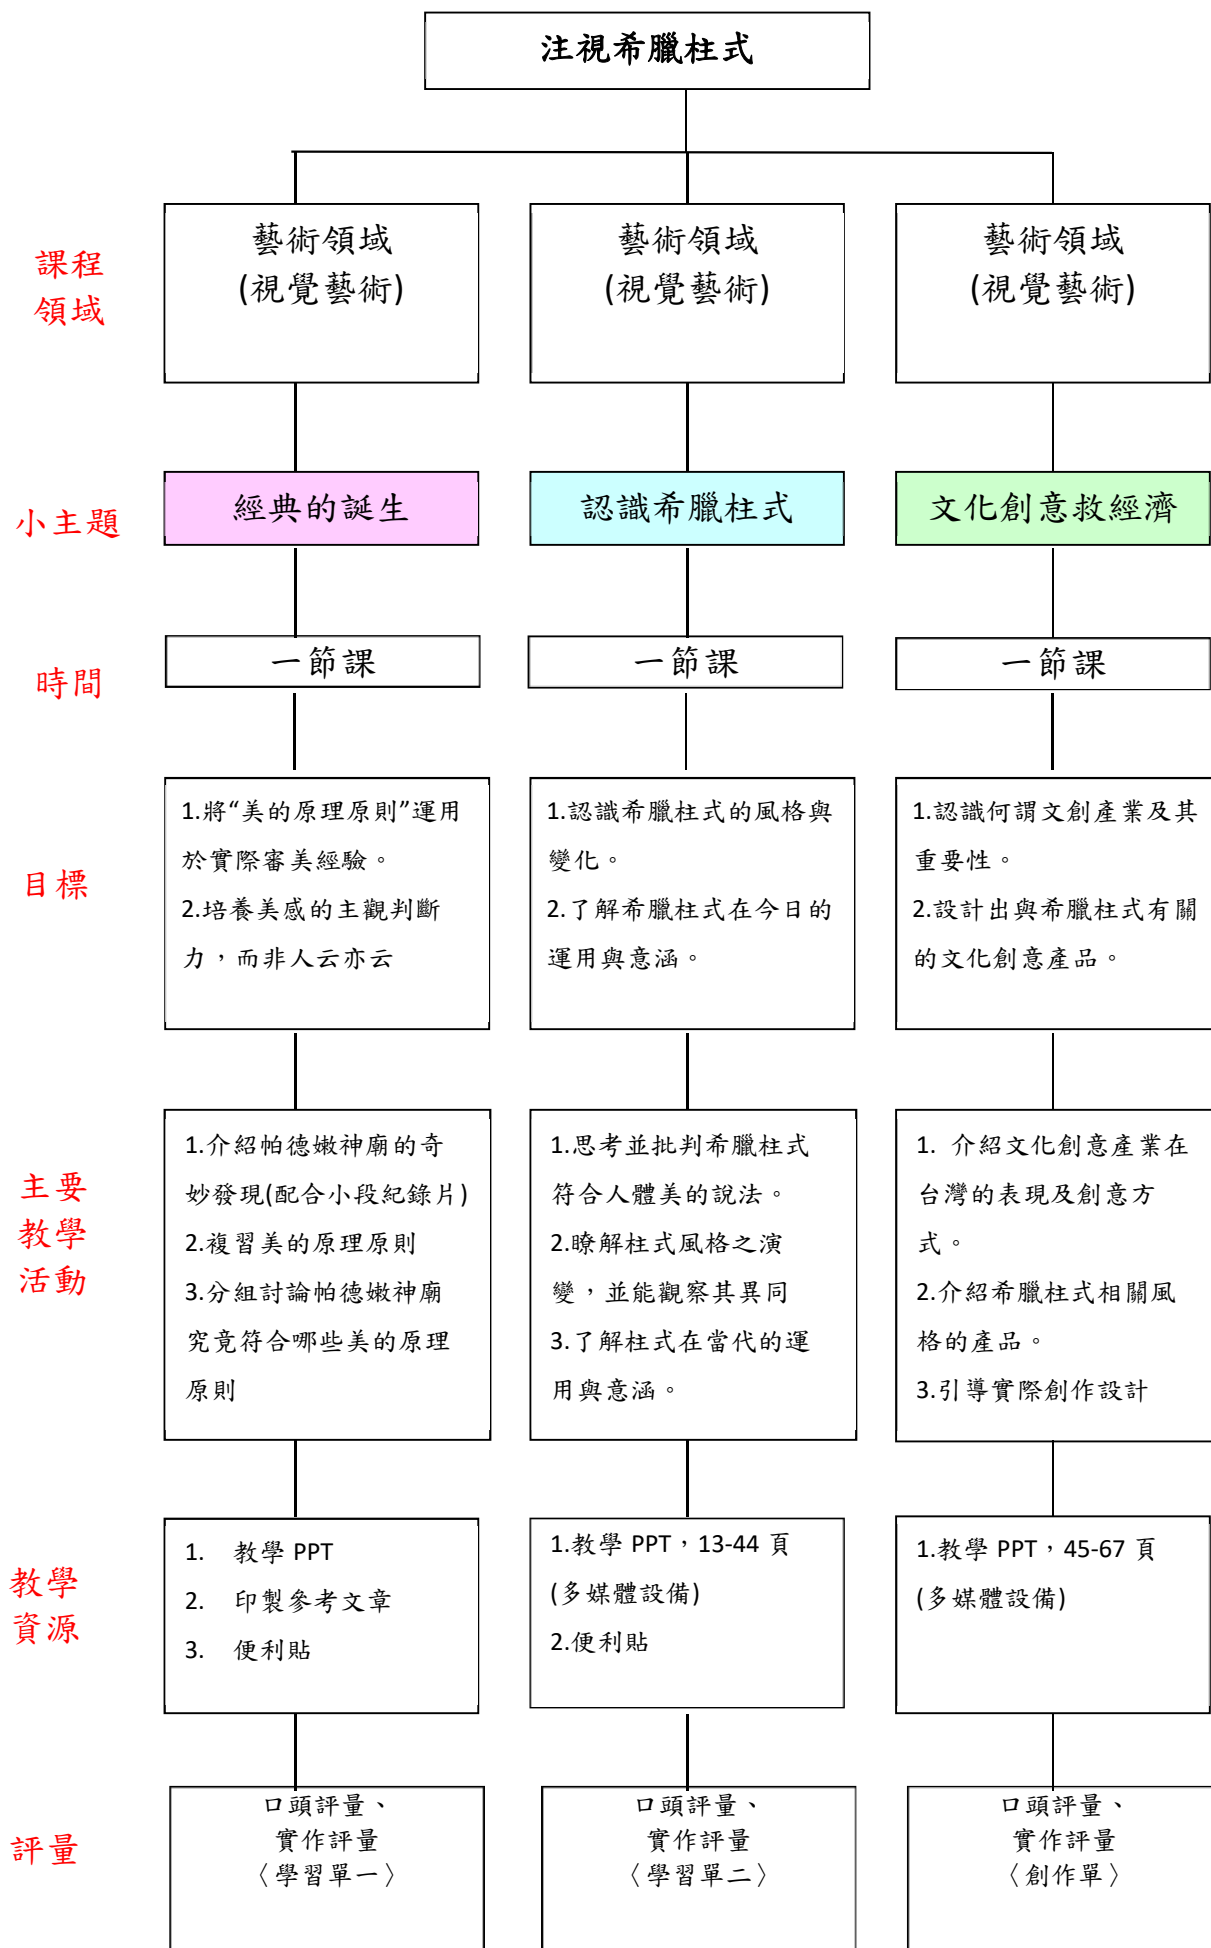 注視希臘柱式
課程
領域
藝術領域
(視覺藝術)
藝術領域
(視覺藝術)
藝術領域
(視覺藝術)
小主題
經典的誕生
認識希臘柱式
文化創意救經濟
時間
一節課
一節課
一節課
目標
1.將“美的原理原則”運用
於實際審美經驗。
2.培養美感的主觀判斷
力，而非人云亦云
1.認識希臘柱式的風格與
變化。
2.了解希臘柱式在今日的
運用與意涵。
1.認識何謂文創產業及其
重要性。
2.設計出與希臘柱式有關
的文化創意產品。
主要
教學
活動
1.介紹帕德嫩神廟的奇
妙發現(配合小段紀錄片)
2.複習美的原理原則
3.分組討論帕德嫩神廟
究竟符合哪些美的原理
原則
1.思考並批判希臘柱式
符合人體美的說法。
2.瞭解柱式風格之演
變，並能觀察其異同
3.了解柱式在當代的運
用與意涵。
1. 介紹文化創意產業在
台灣的表現及創意方
式。
2.介紹希臘柱式相關風
格的產品。
3.引導實際創作設計
教學
資源
1. 教學 PPT
2. 印製參考文章
3. 便利貼
1.教學 PPT，13-44 頁
(多媒體設備)
2.便利貼
1.教學 PPT，45-67 頁
(多媒體設備)
評量
口頭評量、
實作評量
〈學習單一〉
口頭評量、
實作評量
〈學習單二〉
口頭評量、
實作評量
〈創作單〉